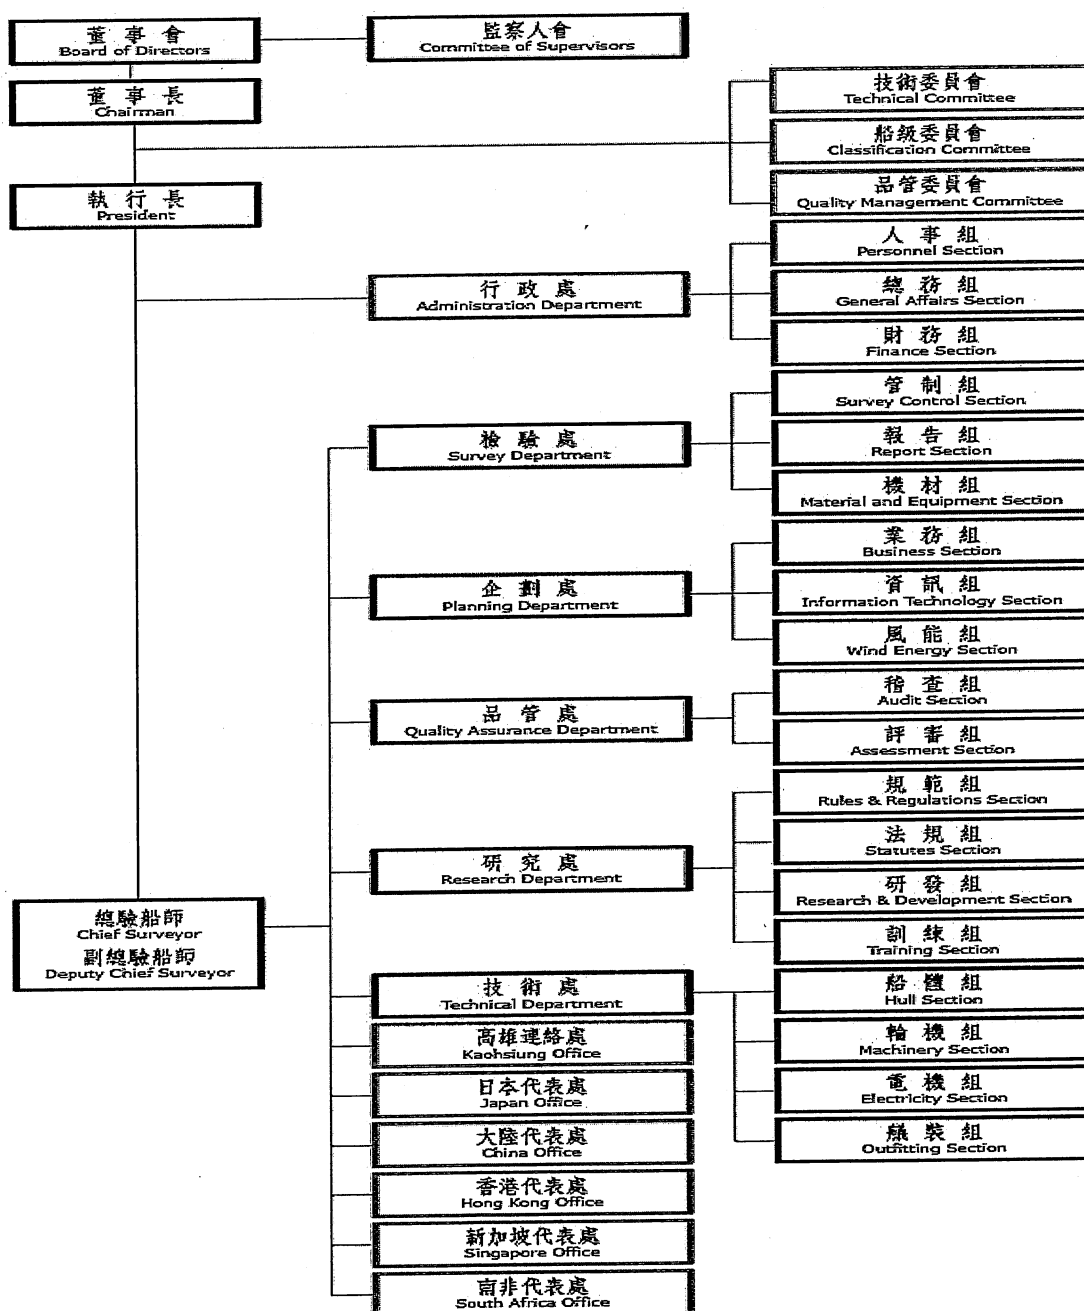 董事會
Board of Directors
監察人會
Committee of Supervisors
董事長
Chairman
技術委員會
Technical Committee
船級委員會
Classification Committee
品管委員會
Quality Management Committee
執行長
President
人事組
Personnel Section
行政處
Administration Department
總務組
General Affairs Section
財務組
Finance Section
管制組
Survey Control Section
檢驗處
Survey Department
報告組
Report Section
機材組
Material and Equipment Section
業務組
Business Section
企劃處
Planning Department
資訊組
Information Technology Section
風能組
Wind Energy Section
稽查組
Audit Section
品管處
Quality Assurance Department
評審組
Assessment Section
規範組
Rules & Regulations Section
法規組
Statutes Section
研究處
Research Department
研發組
Research & Development Section
訓練組
Training Section
總驗船師
Chief Surveyor
副總驗船師
Deputy Chief Surveyor
技術處
Technical Department
船體組
Hull Section
高雄連絡處
Kaohsiung Office
輪機組
Machinery Section
日本代表處
Japan Office
電機組
Electricity Section
大陸代表處
China Office
艤裝組
Outfitting Section
香港代表處
Hong Kong Office
新加坡代表處
Singapore Office
南非代表處
South Africa Office